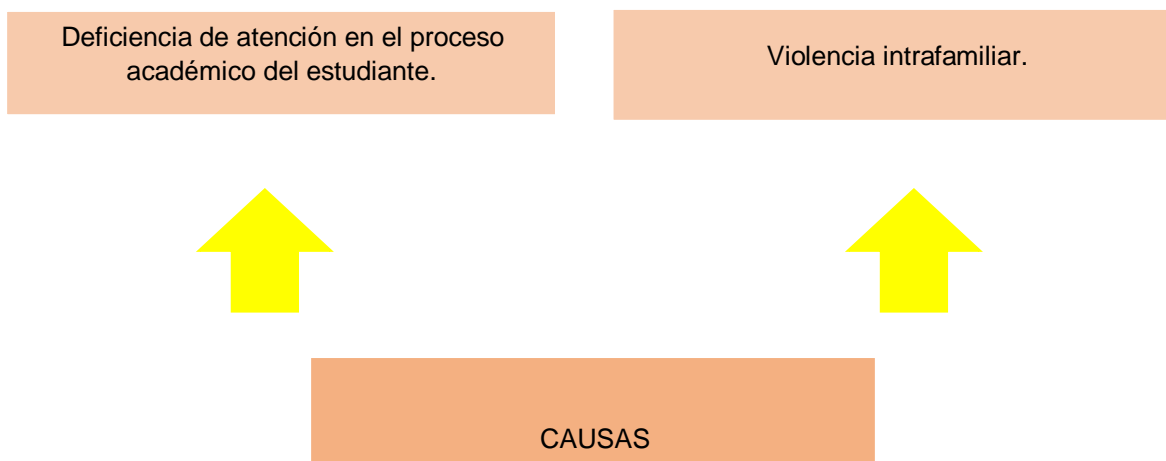 Deficiencia de atención en el proceso
académico del estudiante.
Violencia intrafamiliar.
CAUSAS